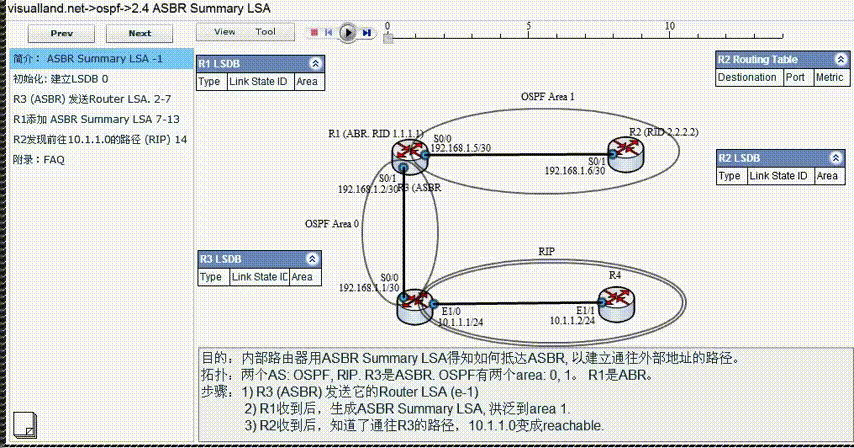 visualland.net->ospf->2.4 ASBR Summary LSA
Prev
Next
View Tool
0 5 10
简介： ASBR Summary LSA -1
初始化: 建立LSDB 0
R3 (ASBR) 发送Router LSA. 2-7
R1添加 ASBR Summary LSA 7-13
R2发现前往10.1.1.0的路径 (RIP) 14
附录：FAQ
R1 LSDB
Type Link State ID Area
R2 Routing Table
Destionation Port Metric
OSPF Area 1
R1 (ABR. RID 1.1.1.1)
R2 (RID 2.2.2.2)
S0/0
192.168.1.5/30
S0/1
192.168.1.6/30
R2 LSDB
Type Link State ID Area
S0/1
192.168.1.2/30
R3 (ASBR
OSPF Area 0
R3 LSDB
Type Link State ID Area
RIP
S0/0
192.168.1.1/30
R4
E1/0
10.1.1.1/24
E1/1
10.1.1.2/24
目的：内部路由器用ASBR Summary LSA得知如何抵达ASBR, 以建立通往外部地址的路径。
拓扑：两个AS: OSPF, RIP. R3是ASBR. OSPF有两个area: 0, 1。 R1是ABR。
步骤：1) R3 (ASBR) 发送它的Router LSA (e-1)
2) R1收到后，生成ASBR Summary LSA, 洪泛到area 1.
3) R2收到后，知道了通往R3的路径，10.1.1.0变成reachable.